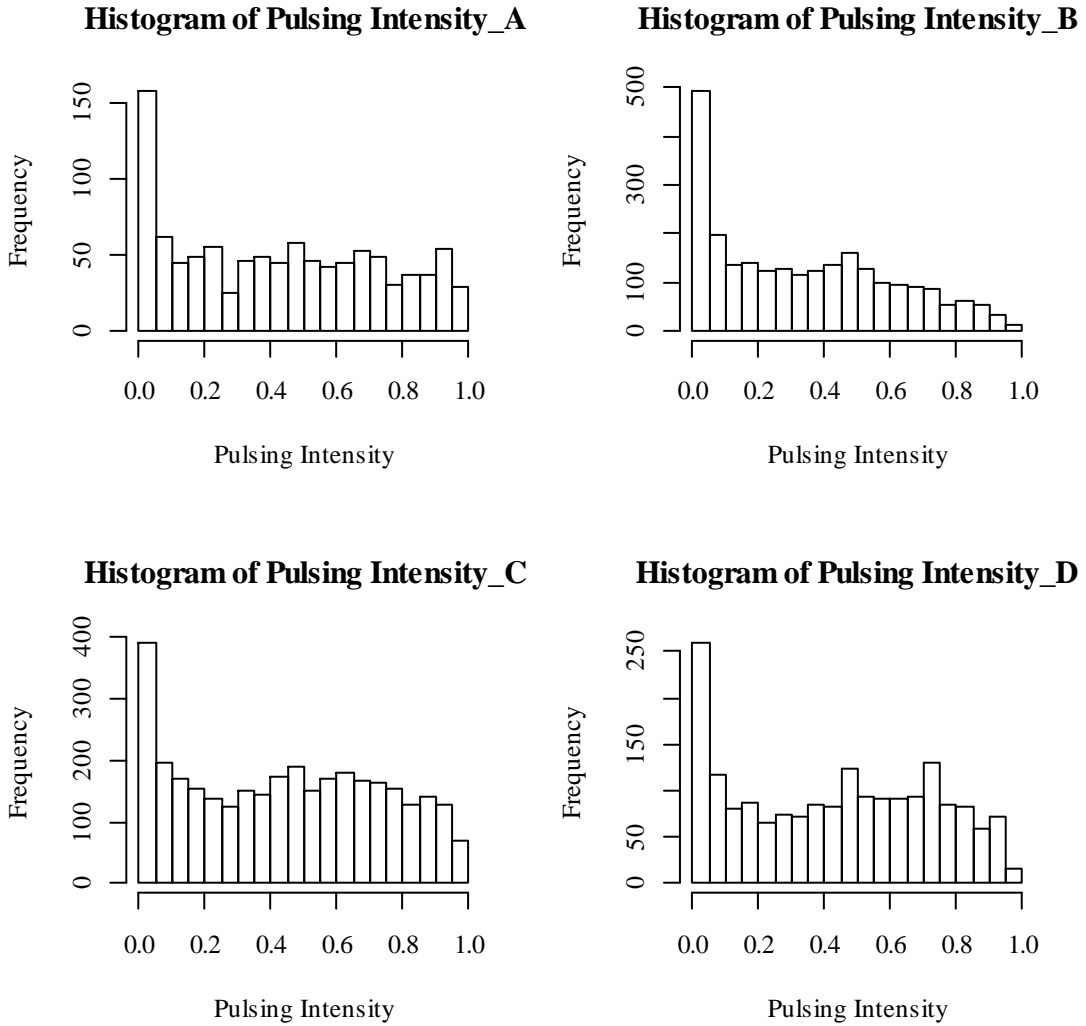 Histogram of Pulsing Intensity_A
Frequency
0
50
100
150
0.0 0.2 0.4 0.6 0.8 1.0
Pulsing Intensity
Histogram of Pulsing Intensity_B
Frequency
0
100
300
500
0.0 0.2 0.4 0.6 0.8 1.0
Pulsing Intensity
Histogram of Pulsing Intensity_C
Frequency
0
100
200
300
400
0.0 0.2 0.4 0.6 0.8 1.0
Pulsing Intensity
Histogram of Pulsing Intensity_D
Frequency
0
50
150
250
0.0 0.2 0.4 0.6 0.8 1.0
Pulsing Intensity